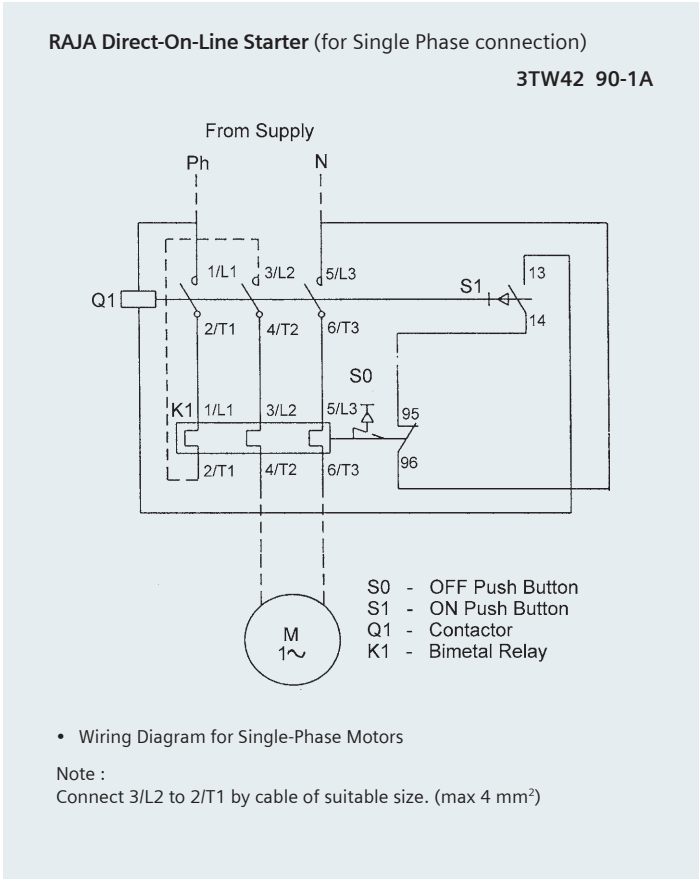 RAJA Direct-On-Line Starter (for Single Phase connection)
3TW42 90-1A
From Supply
Ph N
1/L1 3/L2 5/L3 13
Q1 S1
2/T1 4/T2 6/T3 14
S0
K1 1/L1 3/L2 5/L3 95
2/T1 4/T2 6/T3 96
M
1~
S0 - OFF Push Button
S1 - ON Push Button
Q1 - Contactor
K1 - Bimetal Relay
• Wiring Diagram for Single-Phase Motors
Note :
Connect 3/L2 to 2/T1 by cable of suitable size. (max 4 mm²)